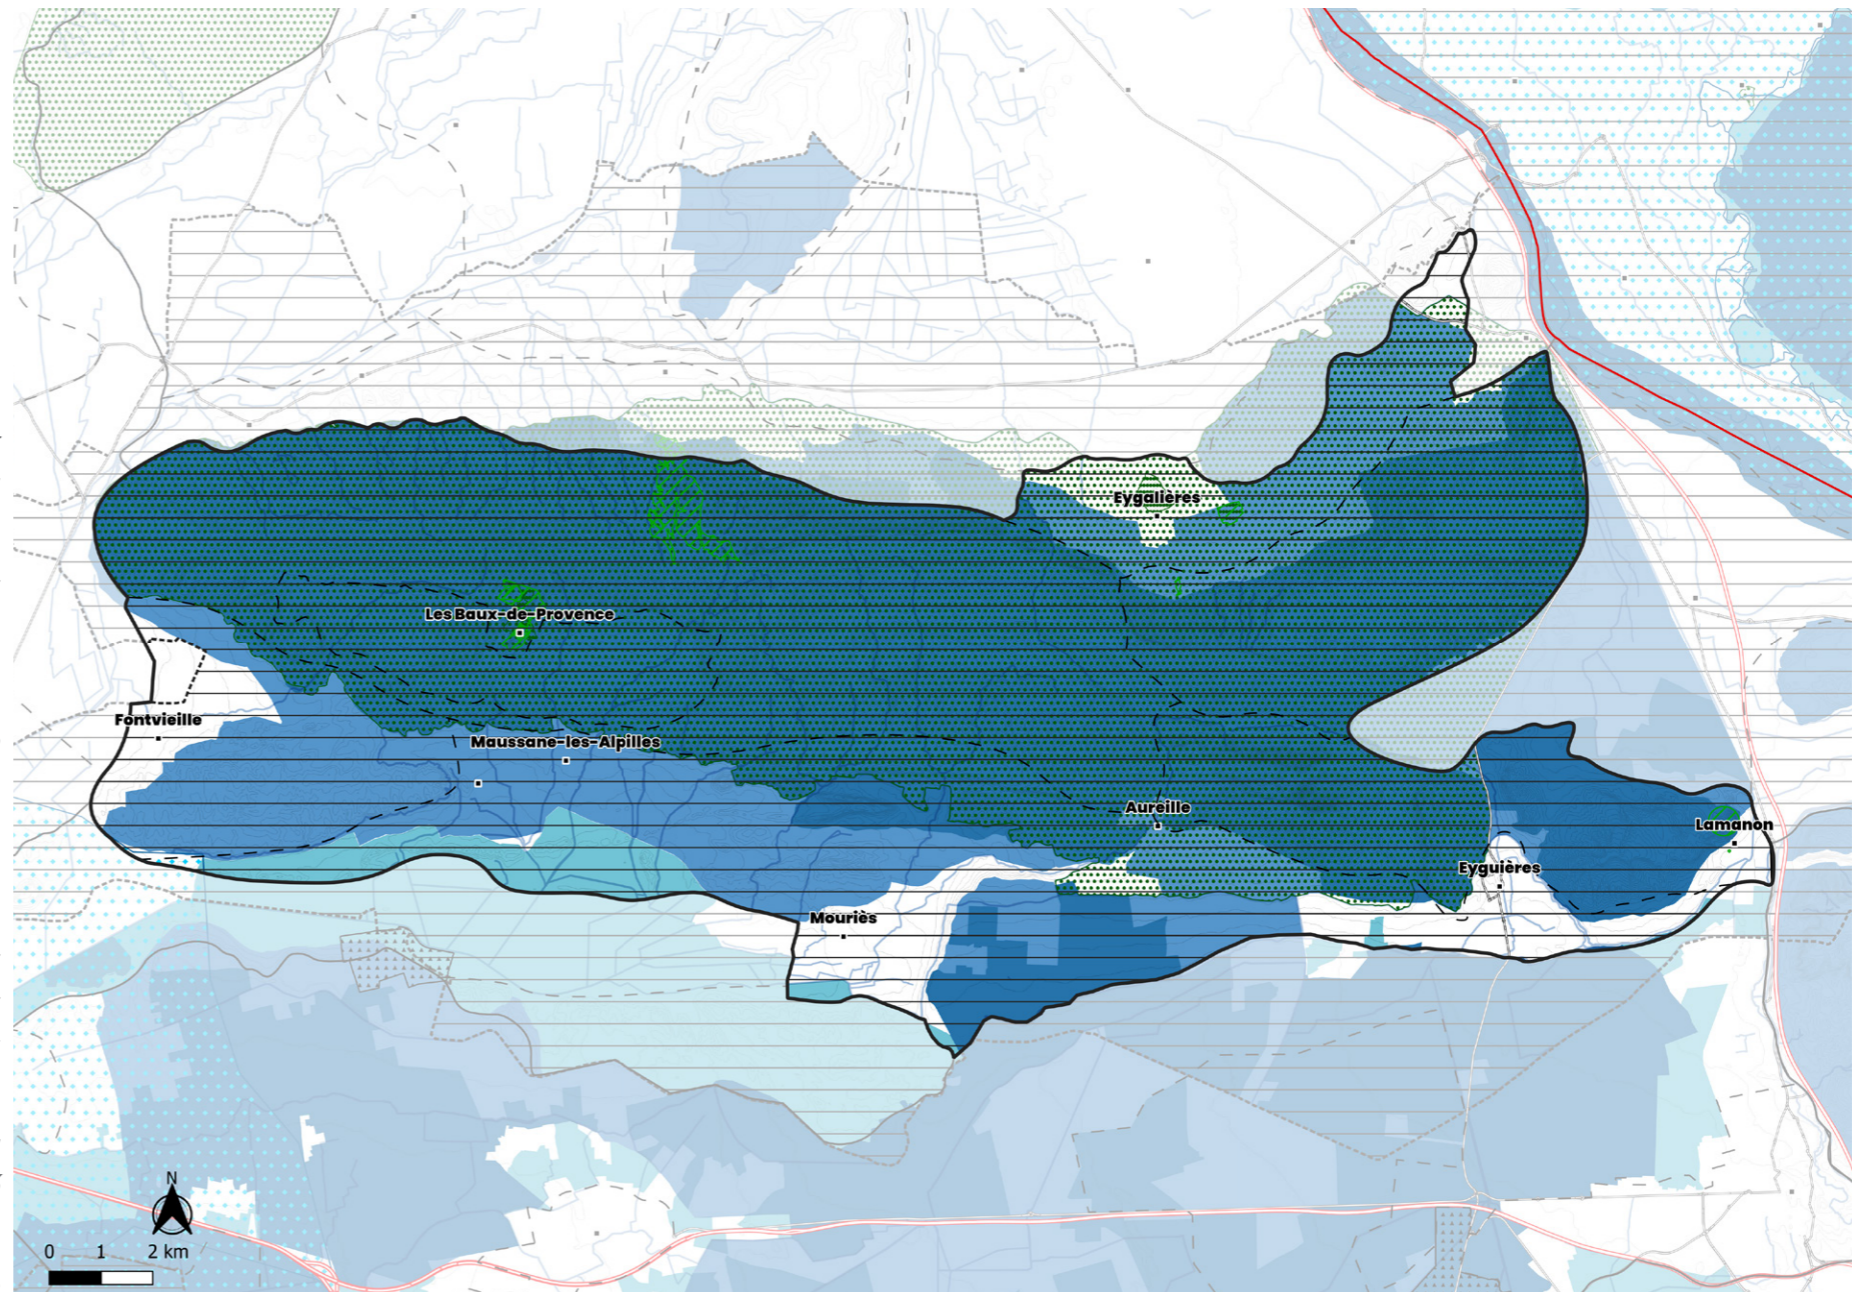 Eygalières
Les Baux-de-Provence
Fontvieille
Maussane-les-Alpilles
Aureille
Lamanon
Eyguières
Mouriès
N
0 1 2 km